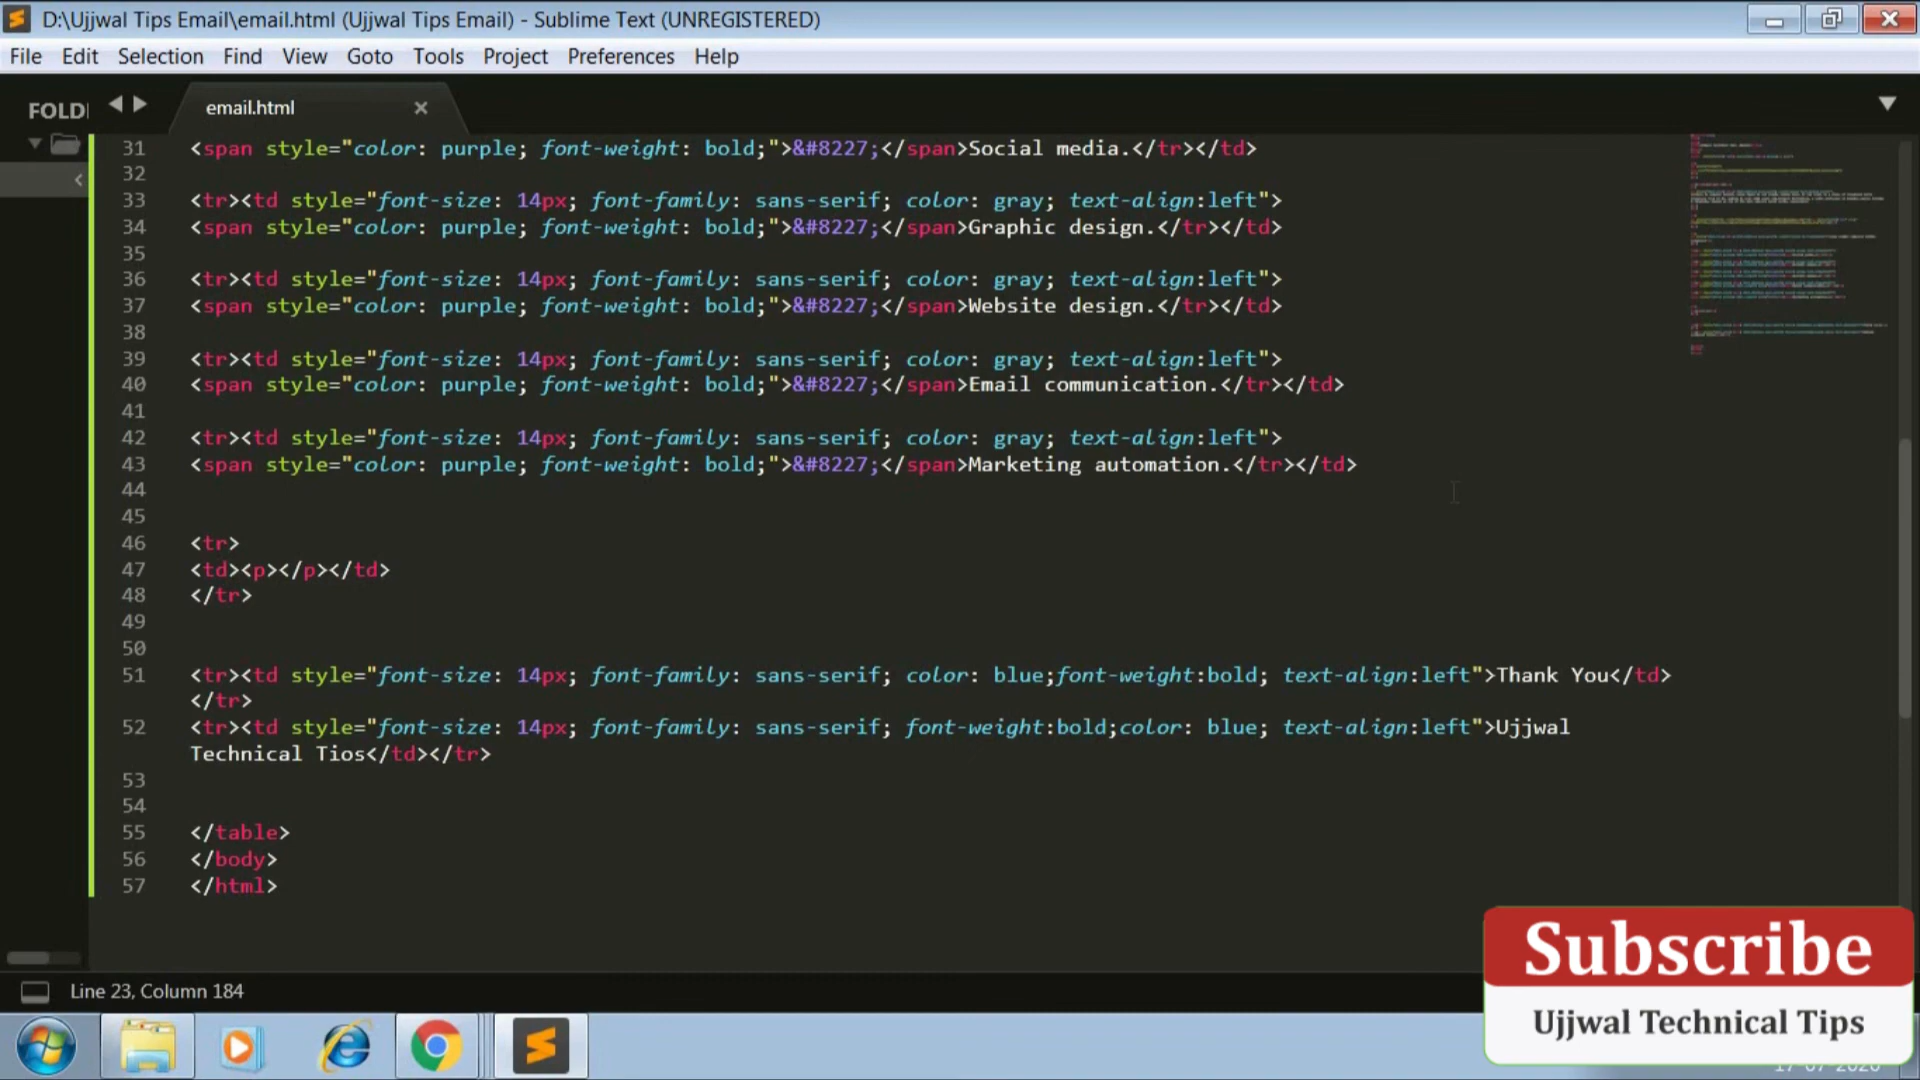 D:\Ujjwal Tips Email\email.html (Ujjwal Tips Email) - Sublime Text (UNREGISTERED)
File Edit Selection Find View Goto Tools Project Preferences Help
FOLD
email.html
31 <span style="color: purple; font-weight: bold;">&#8227;</span>Social media.</tr></td>
32
33 <tr><td style="font-size: 14px; font-family: sans-serif; color: gray; text-align:left">
34 <span style="color: purple; font-weight: bold;">&#8227;</span>Graphic design.</tr></td>
35
36 <tr><td style="font-size: 14px; font-family: sans-serif; color: gray; text-align:left">
37 <span style="color: purple; font-weight: bold;">&#8227;</span>Website design.</tr></td>
38
39 <tr><td style="font-size: 14px; font-family: sans-serif; color: gray; text-align:left">
40 <span style="color: purple; font-weight: bold;">&#8227;</span>Email communication.</tr></td>
41
42 <tr><td style="font-size: 14px; font-family: sans-serif; color: gray; text-align:left">
43 <span style="color: purple; font-weight: bold;">&#8227;</span>Marketing automation.</tr></td>
44
45
46 <tr>
47 <td><p></p></td>
48 </tr>
49
50
51 <tr><td style="font-size: 14px; font-family: sans-serif; color: blue;font-weight:bold; text-align:left">Thank You</td>
</tr>
52 <tr><td style="font-size: 14px; font-family: sans-serif; font-weight:bold;color: blue; text-align:left">Ujjwal
Technical Tios</td></tr>
53
54
55 </table>
56 </body>
57 </html>
Line 23, Column 184
Subscribe
Ujjwal Technical Tips